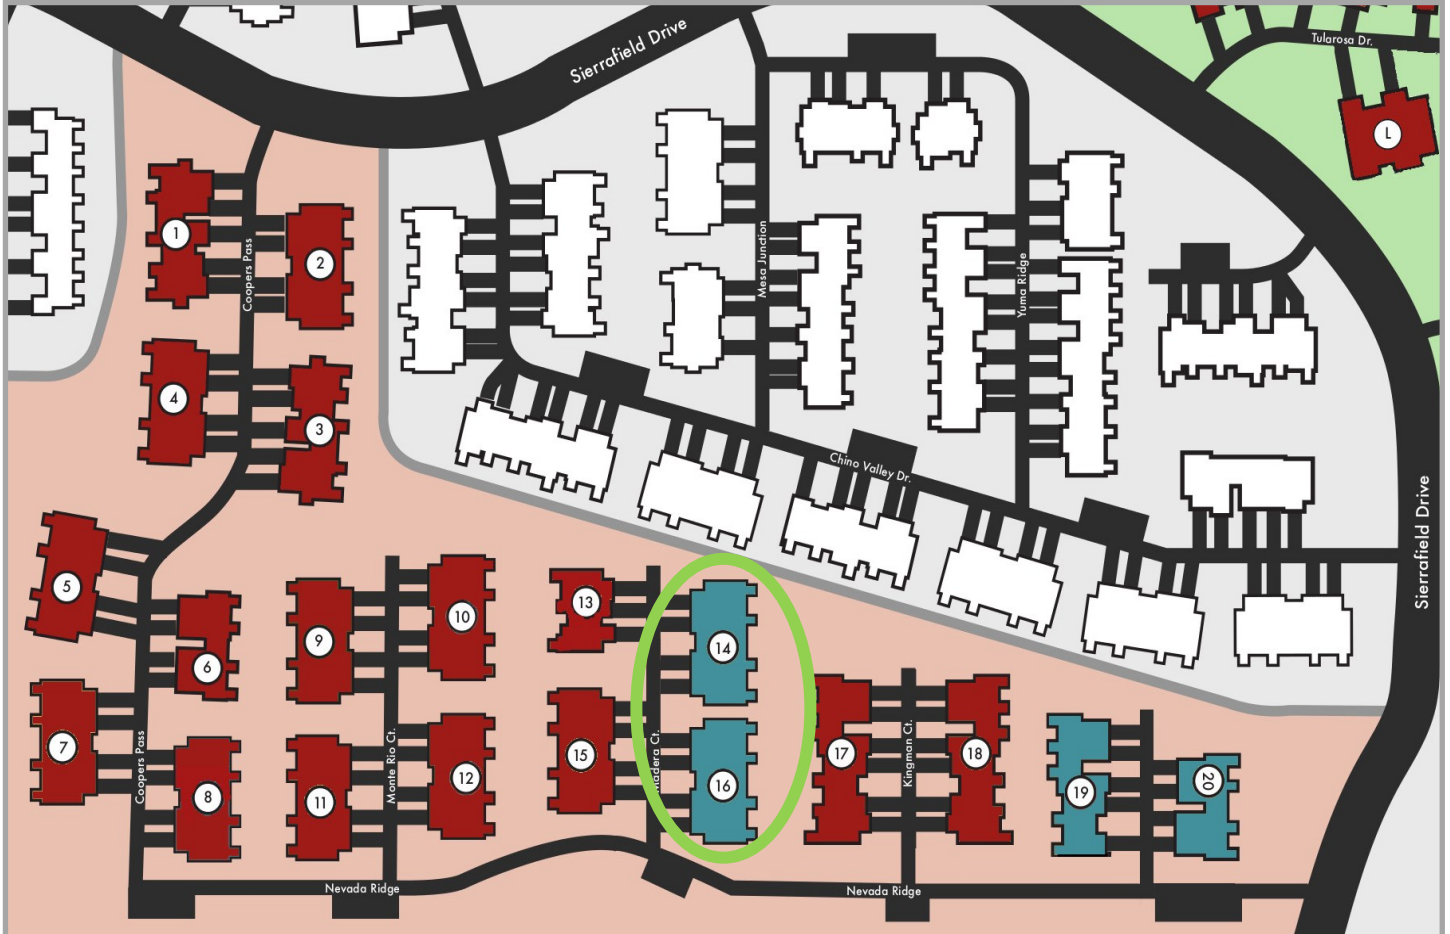 Sierrafield Drive
Tularosa Dr.
L
1
2
Coopers Pass
Mesa Junction
Yuma Ridge
4
3
Chino Valley Dr.
Sierrafield Drive
5
6
7
8
Coopers Pass
9
10
11
12
Monte Rio Ct.
13
14
15
16
Madera Ct.
17
18
Kingman Ct.
19
20
Nevada Ridge
Nevada Ridge